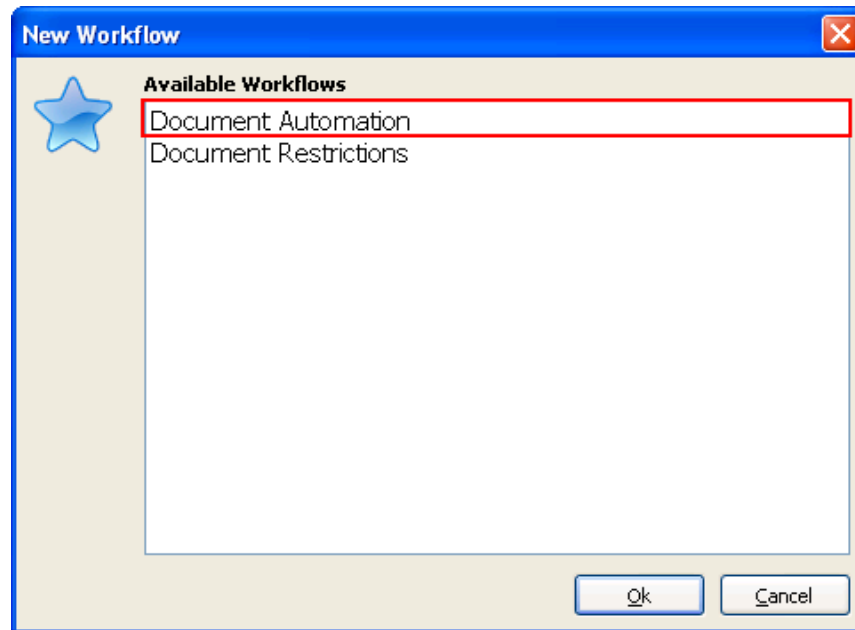 New Workflow
Available Workflows
Document Automation
Document Restrictions
Ok
Cancel